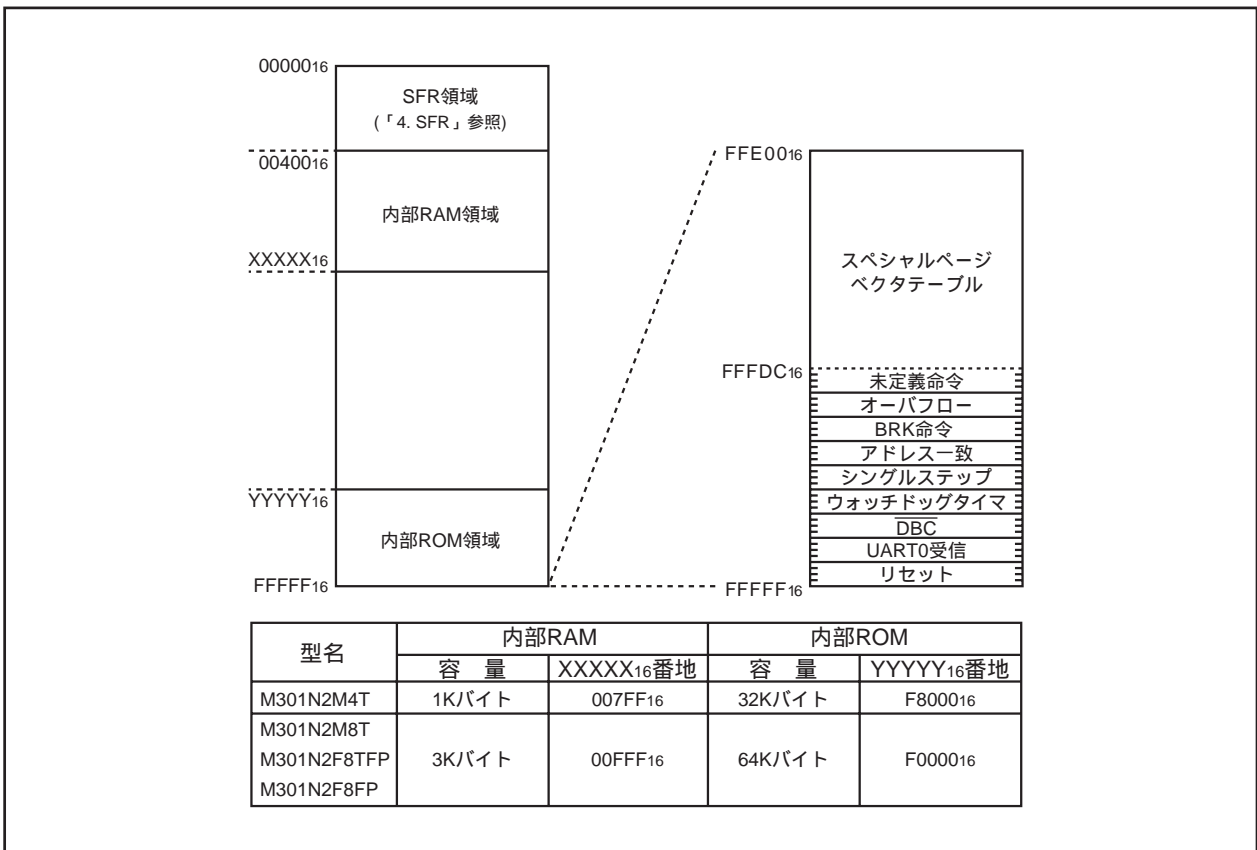 0000016
SFR領域
(「4. SFR」参照)
0040016
内部RAM領域
XXXXX16
YYYYY16
内部ROM領域
FFFFF16
FFE0016
スペシャルページ
ベクタテーブル
FFFDC16
未定義命令
オーバフロー
BRK命令
アドレス一致
シングルステップ
ウォッチドッグタイマ
DBC
UART0受信
リセット
FFFFF16
型名 内部RAM 内部ROM
容 量 XXXXX16番地 容 量 YYYYY16番地
M301N2M4T 1Kバイト 007FF16 32Kバイト F800016
M301N2M8T
M301N2F8TFP 3Kバイト 00FFF16 64Kバイト F000016
M301N2F8FP